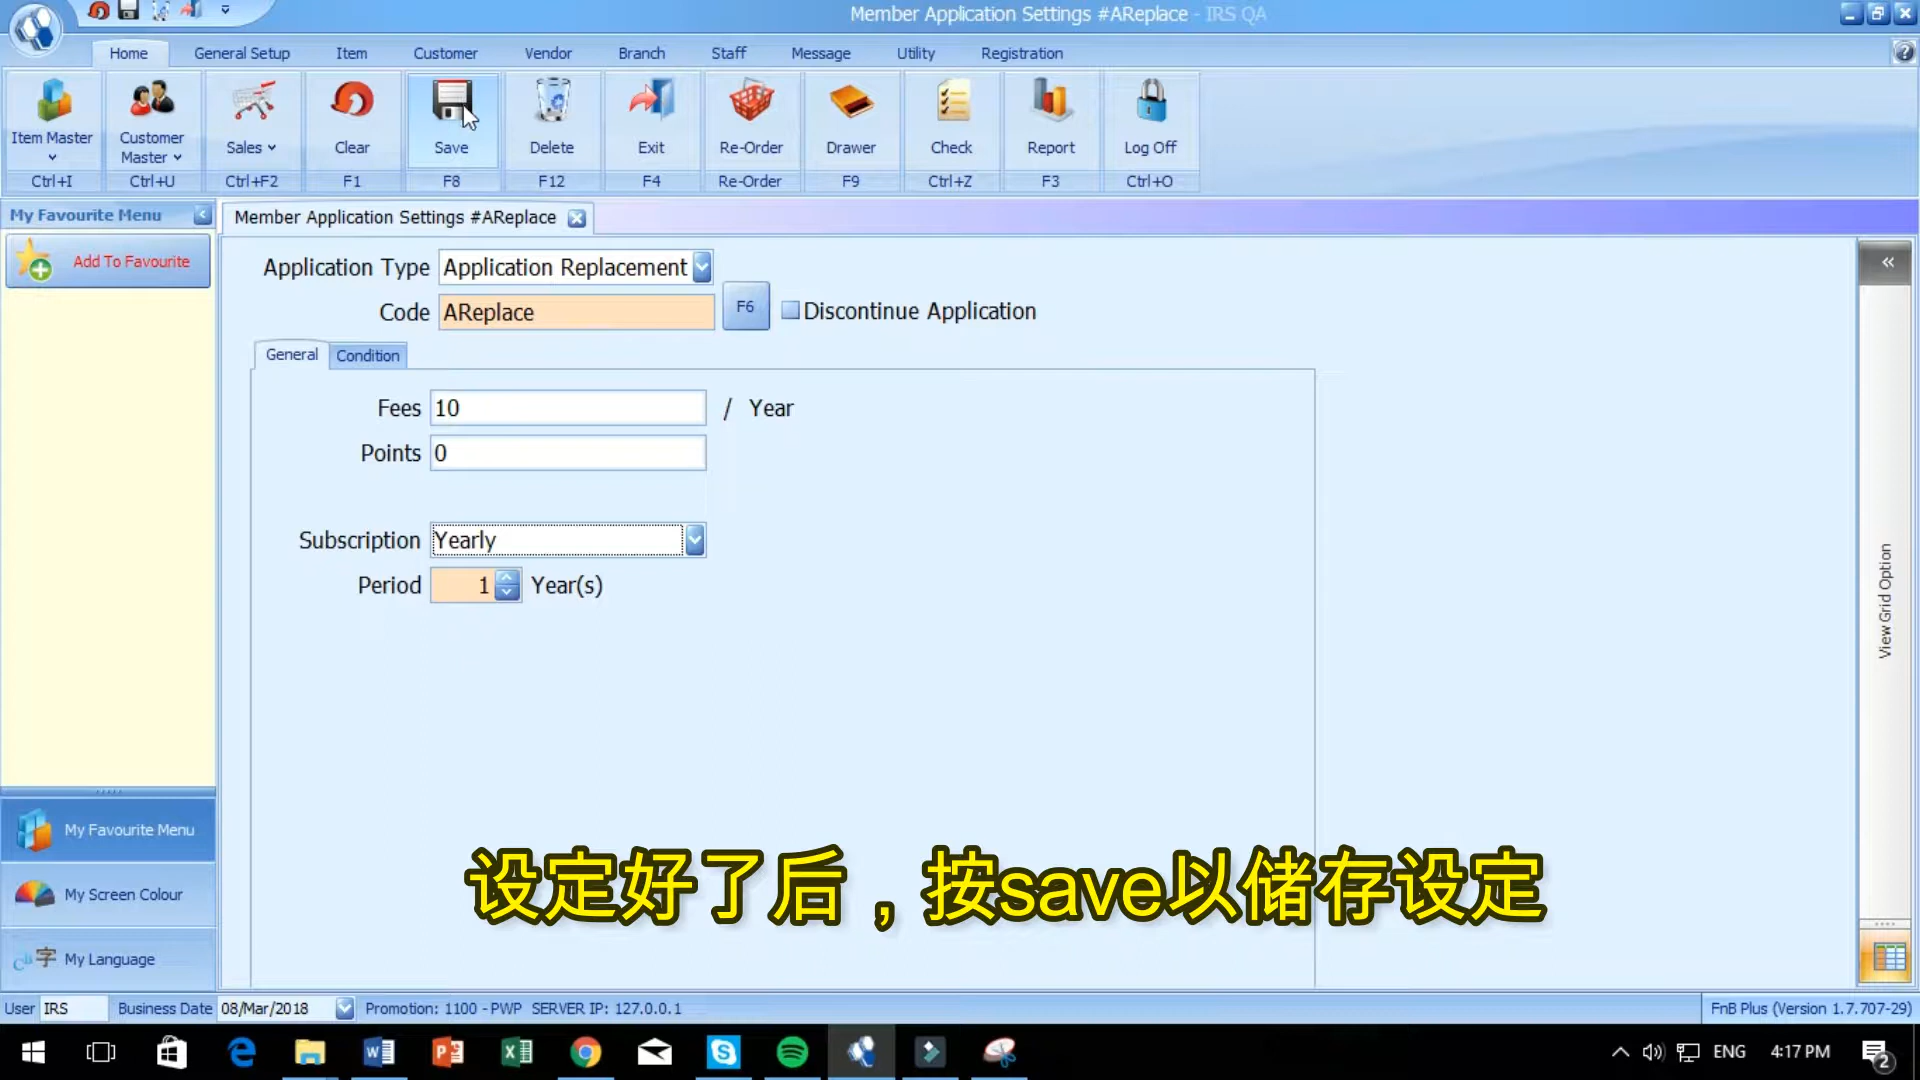 Member Application Settings #AReplace - IRS QA
Home General Setup Item Customer Vendor Branch Staff Message Utility Registration
Item Master Customer Master Sales Clear Save Delete Exit Re-Order Drawer Check Report Log Off
Ctrl+I Ctrl+U Ctrl+F2 F1 F8 F12 F4 Re-Order F9 Ctrl+Z F3 Ctrl+O
My Favourite Menu
Member Application Settings #AReplace
Add To Favourite
Application Type Application Replacement
Code AReplace F6 Discontinue Application
General Condition
Fees 10 / Year
Points 0
Subscription Yearly
Period 1 Year(s)
View Grid Option
My Favourite Menu
My Screen Colour
字 My Language
设定好了后，按save以储存设定
User IRS Business Date 08/Mar/2018 Promotion: 1100 - PWP SERVER IP: 127.0.0.1 FnB Plus (Version 1.7.707-29)
ENG 4:17 PM 2